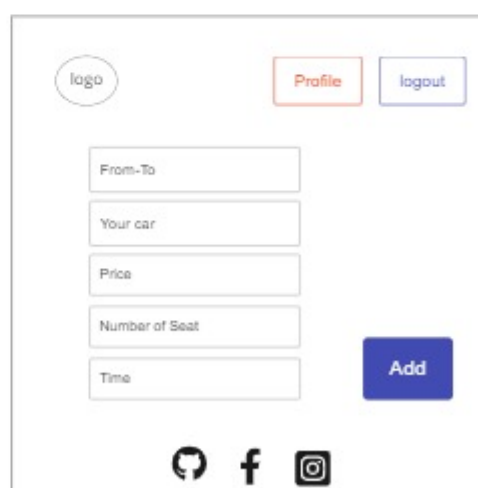 logo
Profile
logout
From-To
Your car
Price
Number of Seat
Time
Add